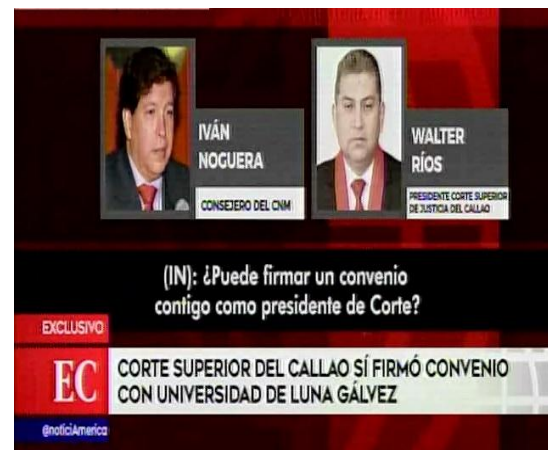 IVÁN
NOGUERA
CONSEJERO DEL CNM
WALTER
RÍOS
PRESIDENTE CORTE SUPERIOR
DE JUSTICIA DEL CALLAO
(IN): ¿Puede firmar un convenio
contigo como presidente de Corte?
EXCLUSIVO
EC
CORTE SUPERIOR DEL CALLAO SÍ FIRMÓ CONVENIO
CON UNIVERSIDAD DE LUNA GÁLVEZ
@noticiAmerica